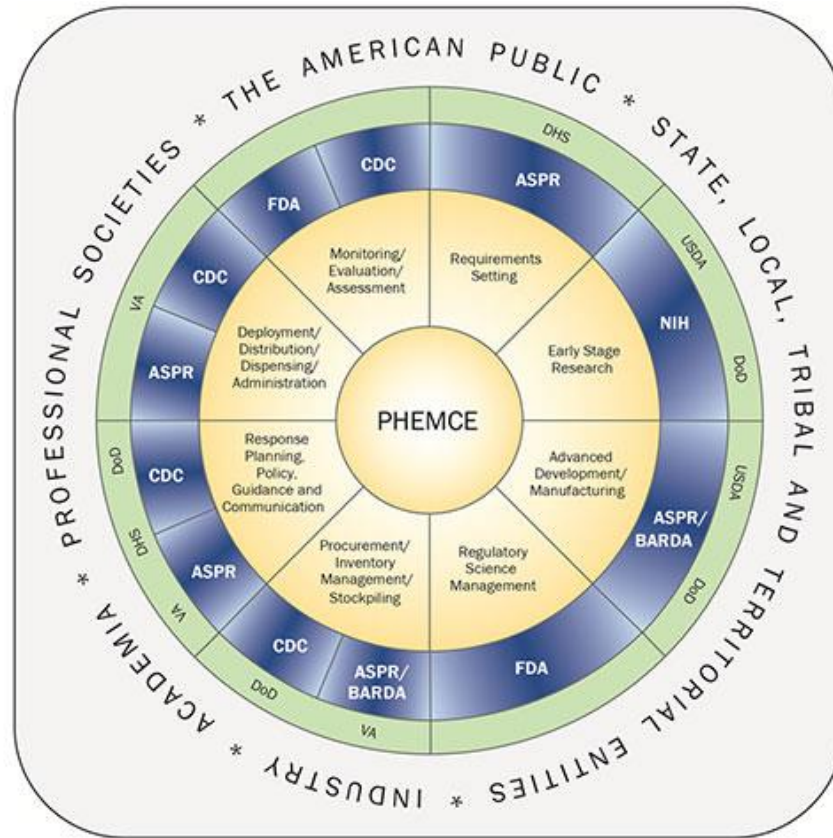 THE AMERICAN PUBLIC * STATE, LOCAL, TRIBAL AND TERRITORIAL ENTITIES * INDUSTRY * ACADEMIA * PROFESSIONAL SOCIETIES *
DHS
USDA
DoD
USDA
DoD
VA
DoD
VA
DHS
DoD
VA
ASPR
NIH
ASPR/
BARDA
FDA
ASPR/
BARDA
CDC
ASPR
CDC
ASPR
CDC
FDA
CDC
Requirements
Setting
Early Stage
Research
Advanced
Development/
Manufacturing
Regulatory
Science
Management
Procurement/
Inventory
Management/
Stockpiling
Response
Planning,
Policy,
Guidance and
Communication
Deployment/
Distribution/
Dispensing/
Administration
Monitoring/
Evaluation/
Assessment
PHEMCE